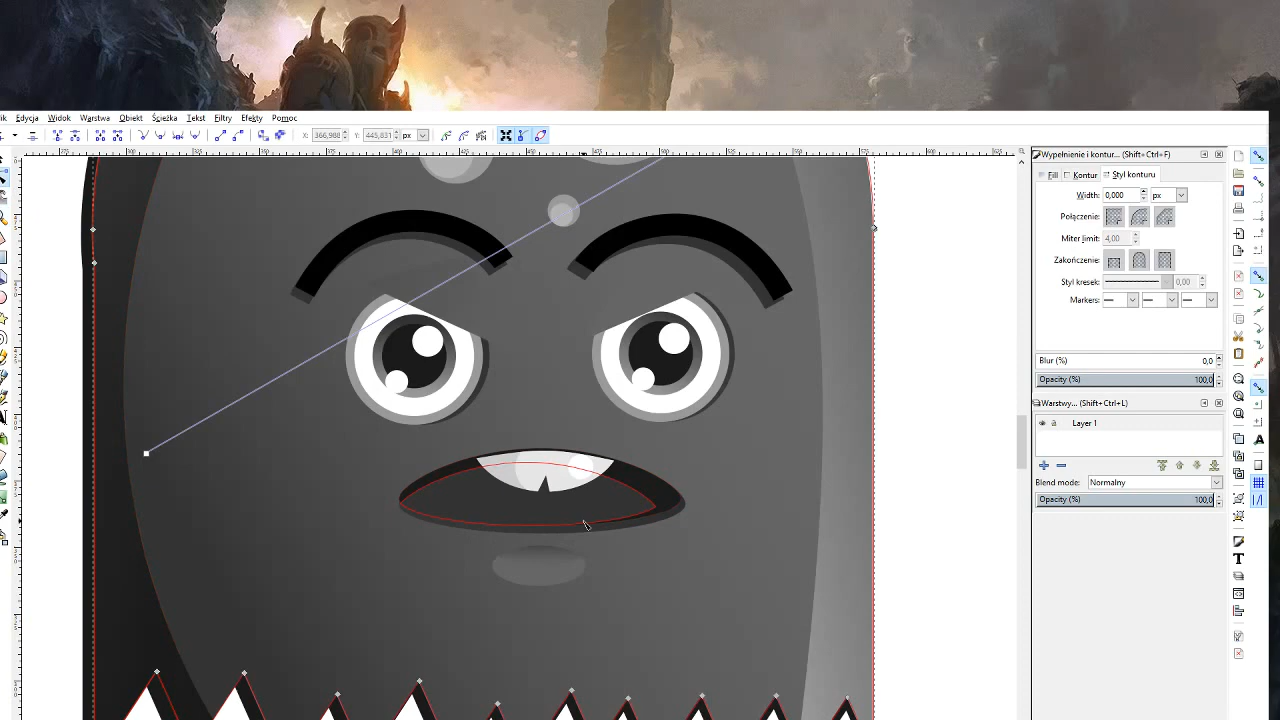 ik Edycja Widok Warstwa Obiekt Ścieżka Tekst Filtry Efekty Pomoc
X: 366,988 Y: 445,831 px
Wypełnienie i kontur... (Shift+Ctrl+F)
Fill Kontur Styl konturu
Width: 0,000 px
Połączenie:
Miter limit: 4,00
Zakończenie:
Styl kresek: 0,00
Markers:
Blur (%) 0,0
Opacity (%) 100,0
Warstwy... (Shift+Ctrl+L)
Layer 1
Blend mode: Normalny
Opacity (%) 100,0